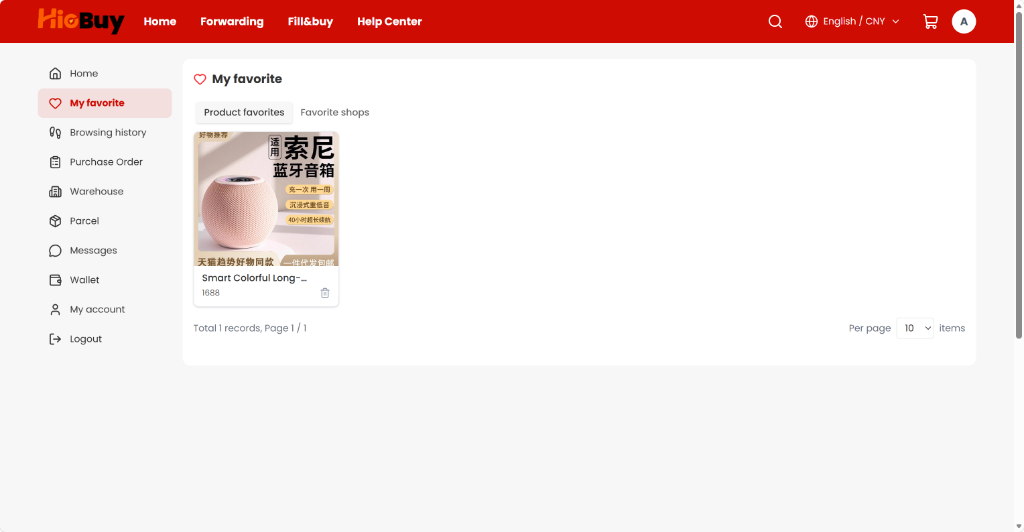 HicBuy
Home
Forwarding
Fill&buy
Help Center
English / CNY
A
Home
My favorite
Browsing history
Purchase Order
Warehouse
Parcel
Messages
Wallet
My account
Logout
My favorite
Product favorites
Favorite shops
好物推荐
适用
索尼
蓝牙音箱
充一次 用一周
沉浸式重低音
40小时超长续航
天猫趋势好物同款
一件代发包邮
Smart Colorful Long-...
1688
Total 1 records, Page 1 / 1
Per page
10
items